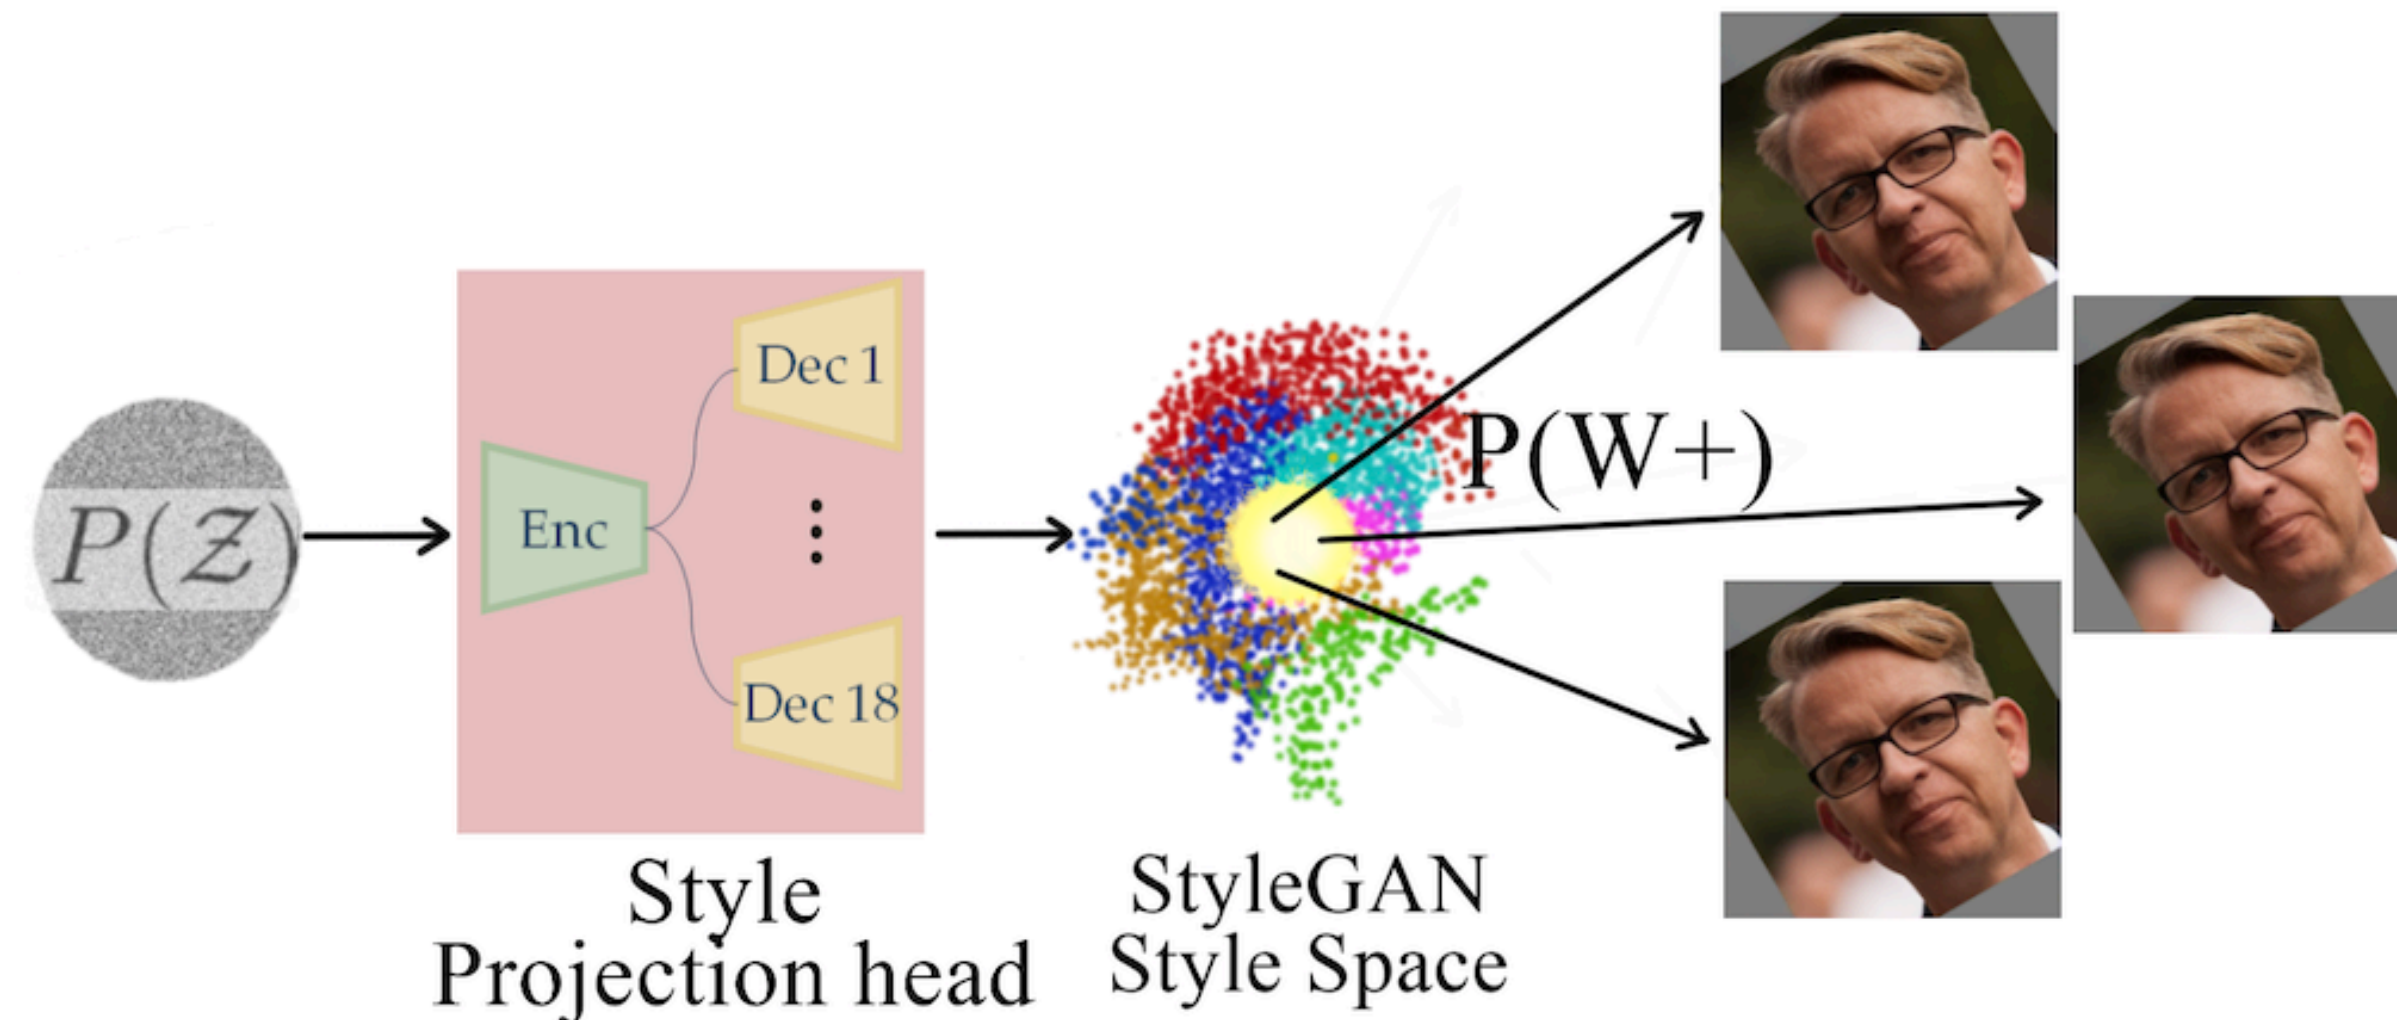 P(Z)
Enc
Dec 1
Dec 18
Style
Projection head
P(W+)
StyleGAN
Style Space